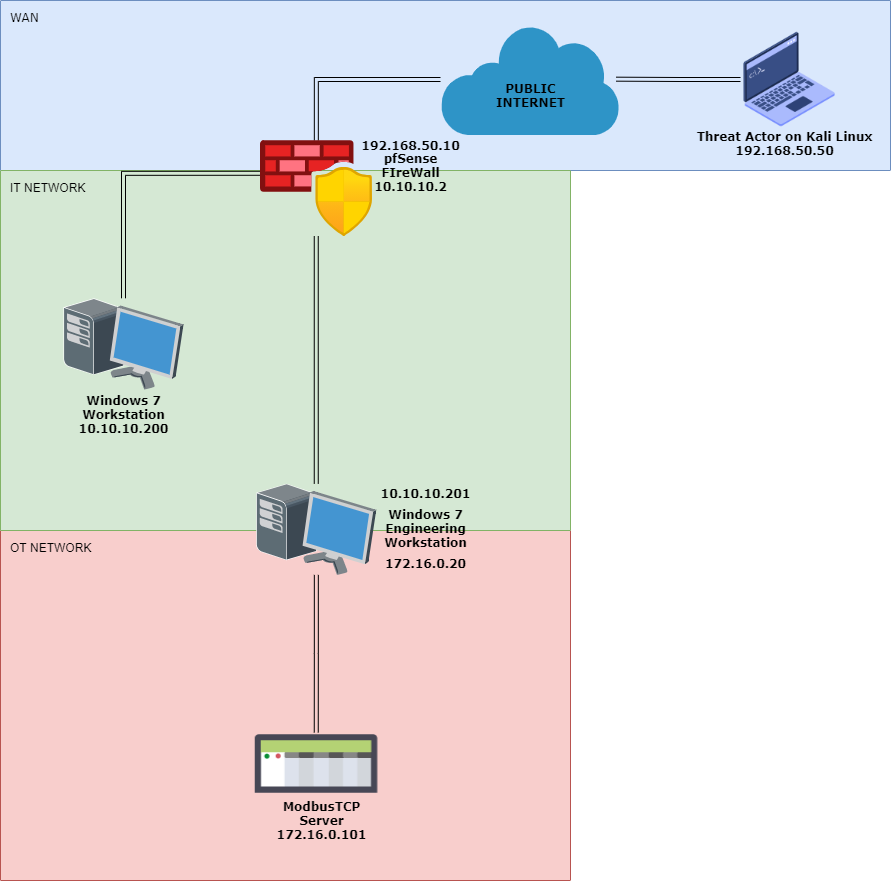 WAN
PUBLIC
INTERNET
Threat Actor on Kali Linux
192.168.50.50
192.168.50.10
pfSense
FIreWall
10.10.10.2
IT NETWORK
Windows 7
Workstation
10.10.10.200
10.10.10.201
Windows 7
Engineering
Workstation
172.16.0.20
OT NETWORK
ModbusTCP
Server
172.16.0.101